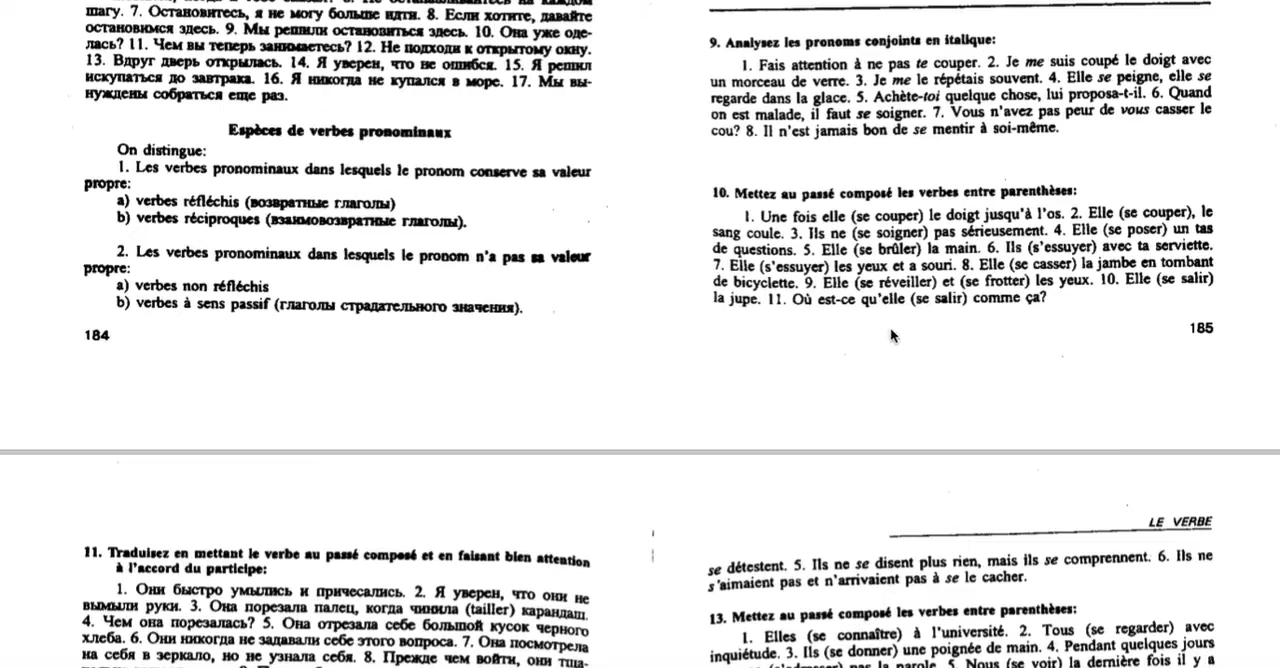 шагу. 7. Остановитесь, я не могу больше идти. 8. Если хотите, давайте
остановимся здесь. 9. Мы решили остановиться здесь. 10. Она уже оде-
лась? 11. Чем вы теперь занимаетесь? 12. Не подходи к открытому окну.
13. Вдруг дверь открылась. 14. Я уверен, что не ошибся. 15. Я решил
искупаться до завтрака. 16. Я никогда не купался в море. 17. Мы вы-
нуждены собраться еще раз.
Espèces de verbes pronominaux
On distingue:
1. Les verbes pronominaux dans lesquels le pronom conserve sa valeur
propre:
a) verbes réfléchis (возвратные глаголы)
b) verbes réciproques (взаимовозвратные глаголы).
2. Les verbes pronominaux dans lesquels le pronom n'a pas sa valeur
propre:
a) verbes non réfléchis
b) verbes à sens passif (глаголы страдательного значения).
184
9. Analysez les pronoms conjoints en italique:
1. Fais attention à ne pas te couper. 2. Je me suis coupé le doigt avec
un morceau de verre. 3. Je me le répétais souvent. 4. Elle se peigne, elle se
regarde dans la glace. 5. Achète-toi quelque chose, lui proposa-t-il. 6. Quand
on est malade, il faut se soigner. 7. Vous n'avez pas peur de vous casser le
cou? 8. Il n'est jamais bon de se mentir à soi-même.
10. Mettez au passé composé les verbes entre parenthèses:
1. Une fois elle (se couper) le doigt jusqu'à l'os. 2. Elle (se couper), le
sang coule. 3. Ils ne (se soigner) pas sérieusement. 4. Elle (se poser) un tas
de questions. 5. Elle (se brûler) la main. 6. Ils (s'essuyer) avec ta serviette.
7. Elle (s'essuyer) les yeux et a souri. 8. Elle (se casser) la jambe en tombant
de bicyclette. 9. Elle (se réveiller) et (se frotter) les yeux. 10. Elle (se salir)
la jupe. 11. Où est-ce qu'elle (se salir) comme ça?
185
11. Traduisez en mettant le verbe au passé composé et en faisant bien attention
à l'accord du participe:
1. Они быстро умылись и причесались. 2. Я уверен, что они не
вымыли руки. 3. Она порезала палец, когда чинила (tailler) карандаш.
4. Чем она порезалась? 5. Она отрезала себе большой кусок черного
хлеба. 6. Они никогда не задавали себе этого вопроса. 7. Она посмотрела
на себя в зеркало, но не узнала себя. 8. Прежде чем войти, они тща-
LE VERBE
se détestent. 5. Ils ne se disent plus rien, mais ils se comprennent. 6. Ils ne
s'aimaient pas et n'arrivaient pas à se le cacher.
13. Mettez au passé composé les verbes entre parenthèses:
1. Elles (se connaître) à l'université. 2. Tous (se regarder) avec
inquiétude. 3. Ils (se donner) une poignée de main. 4. Pendant quelques jours
pas la parole. 5. Nous (se voir) la dernière fois il y a